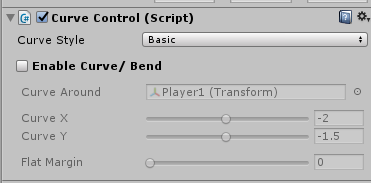 Curve Control (Script)
Curve Style Basic
Enable Curve/ Bend
Curve Around Player1 (Transform)
Curve X -2
Curve Y -1.5
Flat Margin 0